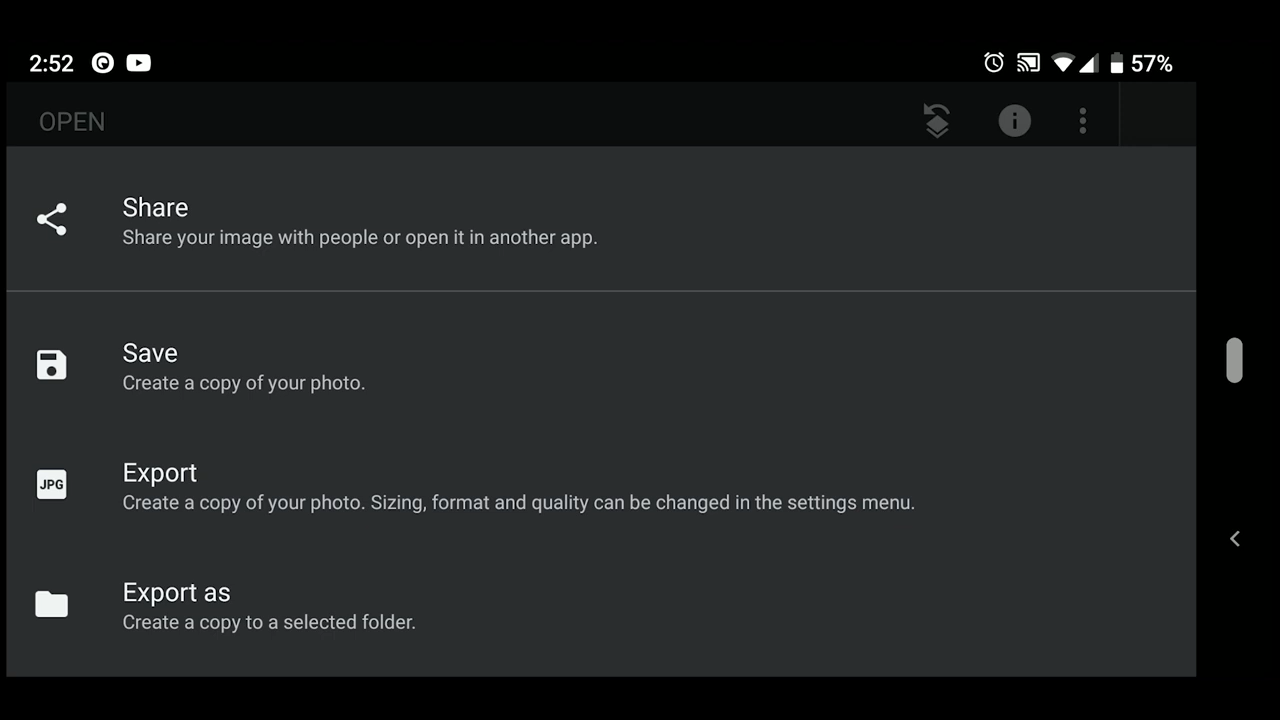 2:52 57%
OPEN
Share
Share your image with people or open it in another app.
Save
Create a copy of your photo.
JPG
Export
Create a copy of your photo. Sizing, format and quality can be changed in the settings menu.
Export as
Create a copy to a selected folder.